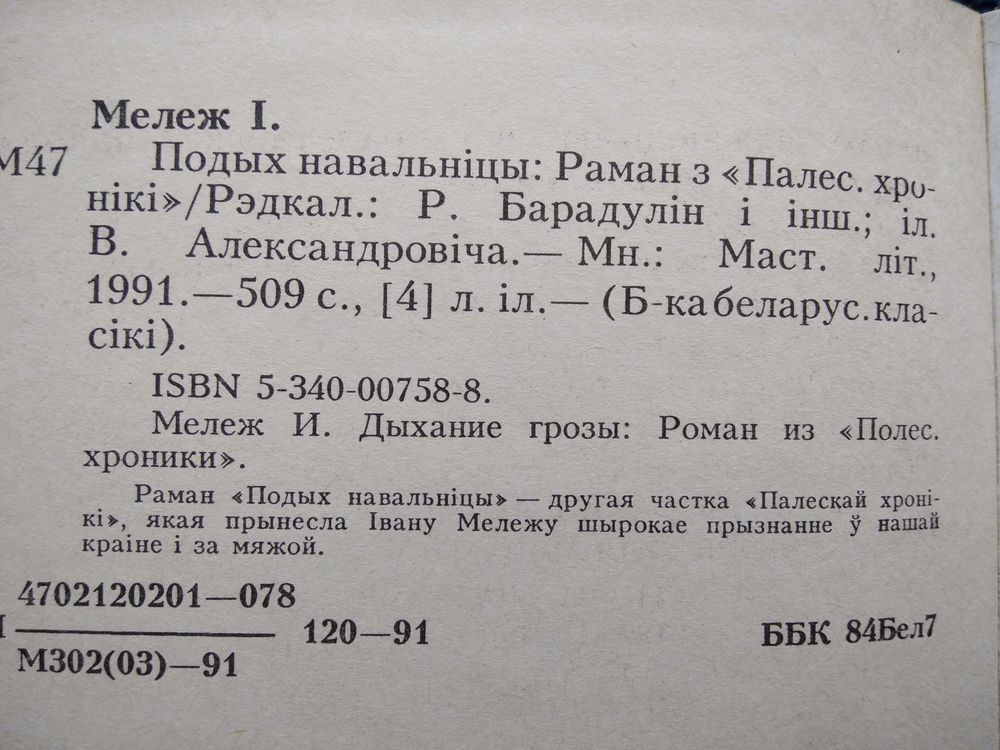 Мележ І.
М47 Подых навальніцы: Раман з «Палес. хро-
нікі»/Рэдкал.: Р. Барадулін і інш.; іл.
В. Александровіча.— Мн.: Маст. літ.,
1991.—509 с., [4] л. іл.— (Б-ка беларус. кла-
сікі).
ISBN 5-340-00758-8.
Мележ И. Дыхание грозы: Роман из «Полес.
хроники».
Раман «Подых навальніцы» — другая частка «Палескай хроні-
кі», якая прынесла Івану Мележу шырокае прызнанне ў нашай
краіне і за мяжой.
4702120201—078
120—91
М302(03)—91
ББК 84Бел7